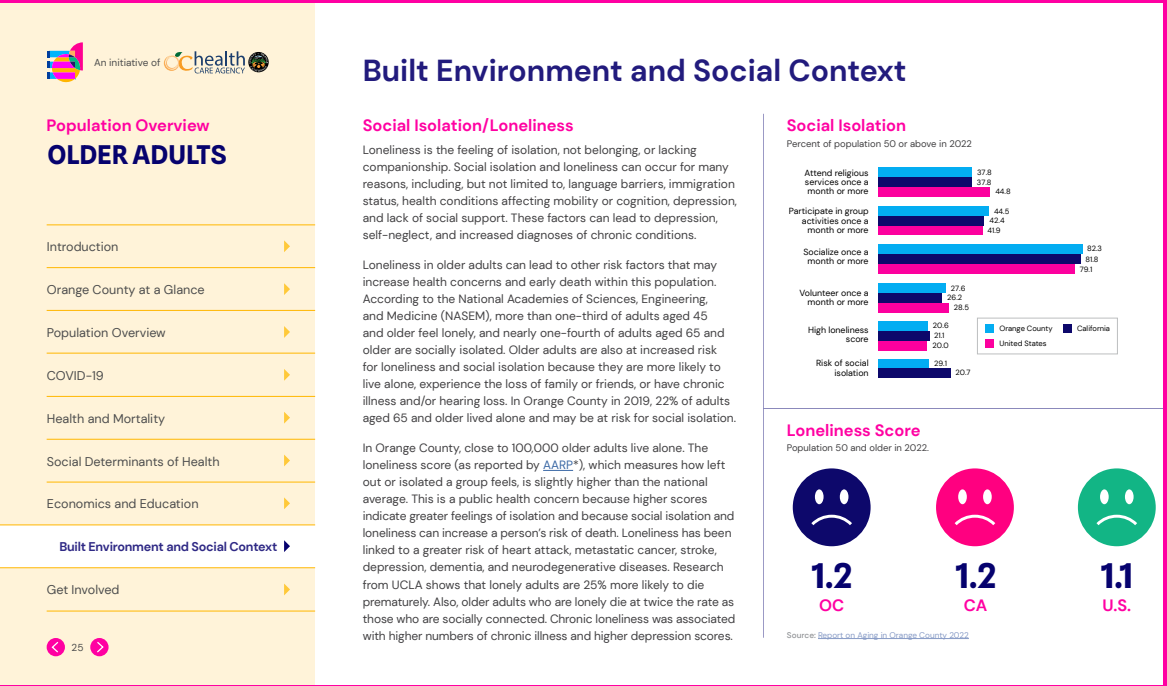 An initiative of OC health
CARE AGENCY
Population Overview
OLDER ADULTS
Introduction
Orange County at a Glance
Population Overview
COVID-19
Health and Mortality
Social Determinants of Health
Economics and Education
Built Environment and Social Context
Get Involved
25
Built Environment and Social Context
Social Isolation/Loneliness
Loneliness is the feeling of isolation, not belonging, or lacking
companionship. Social isolation and loneliness can occur for many
reasons, including, but not limited to, language barriers, immigration
status, health conditions affecting mobility or cognition, depression,
and lack of social support. These factors can lead to depression,
self-neglect, and increased diagnoses of chronic conditions.
Loneliness in older adults can lead to other risk factors that may
increase health concerns and early death within this population.
According to the National Academies of Sciences, Engineering,
and Medicine (NASEM), more than one-third of adults aged 45
and older feel lonely, and nearly one-fourth of adults aged 65 and
older are socially isolated. Older adults are also at increased risk
for loneliness and social isolation because they are more likely to
live alone, experience the loss of family or friends, or have chronic
illness and/or hearing loss. In Orange County in 2019, 22% of adults
aged 65 and older lived alone and may be at risk for social isolation.
In Orange County, close to 100,000 older adults live alone. The
loneliness score (as reported by AARP*), which measures how left
out or isolated a group feels, is slightly higher than the national
average. This is a public health concern because higher scores
indicate greater feelings of isolation and because social isolation and
loneliness can increase a person's risk of death. Loneliness has been
linked to a greater risk of heart attack, metastatic cancer, stroke,
depression, dementia, and neurodegenerative diseases. Research
from UCLA shows that lonely adults are 25% more likely to die
prematurely. Also, older adults who are lonely die at twice the rate as
those who are socially connected. Chronic loneliness was associated
with higher numbers of chronic illness and higher depression scores.
Social Isolation
Percent of population 50 or above in 2022
Attend religious
services once a
month or more
37.8
37.8
44.8
Participate in group
activities once a
month or more
44.5
42.4
41.9
Socialize once a
month or more
82.3
81.8
79.1
Volunteer once a
month or more
27.6
26.2
28.5
High loneliness
score
20.6
21.1
20.0
Risk of social
isolation
29.1
20.7
Orange County
California
United States
Loneliness Score
Population 50 and older in 2022.
1.2
OC
1.2
CA
1.1
U.S.
Source: Report on Aging in Orange County 2022